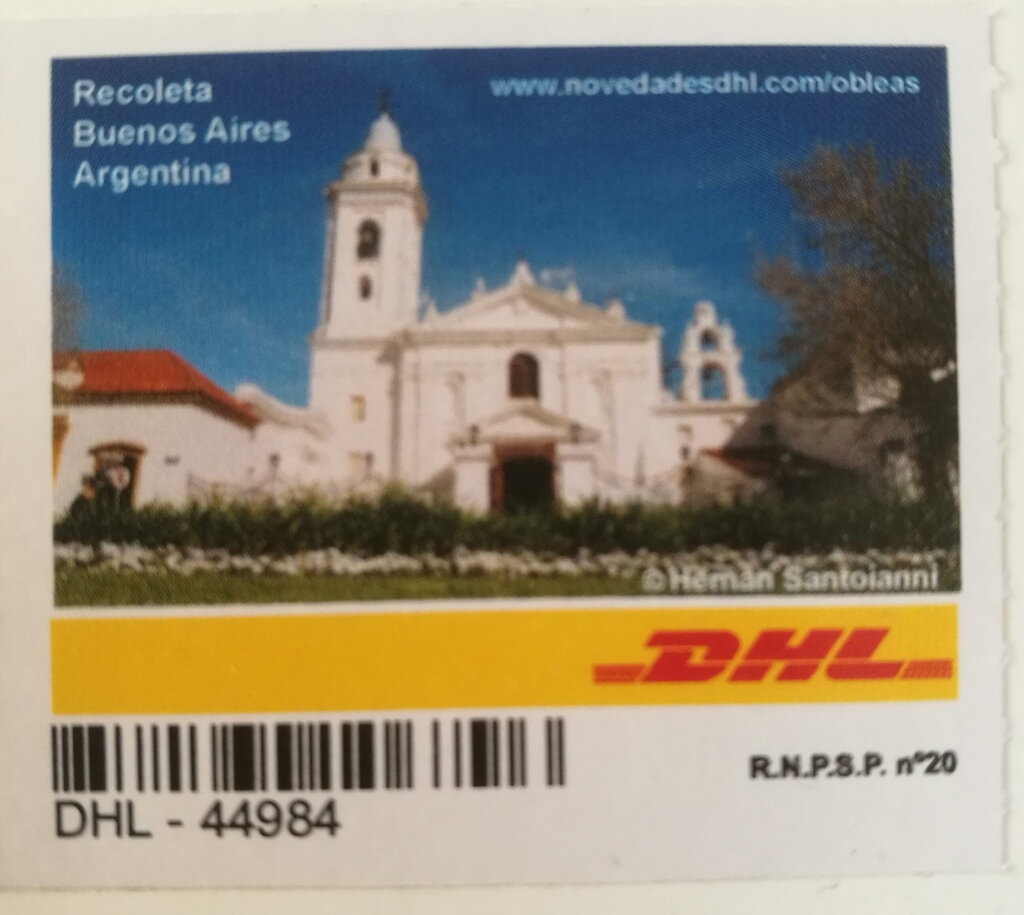 Recoleta
Buenos Aires
Argentina
www.novedadesdhl.com/obleas
© Hernán Santoianni
DHL
R.N.P.S.P. nº20
DHL - 44984